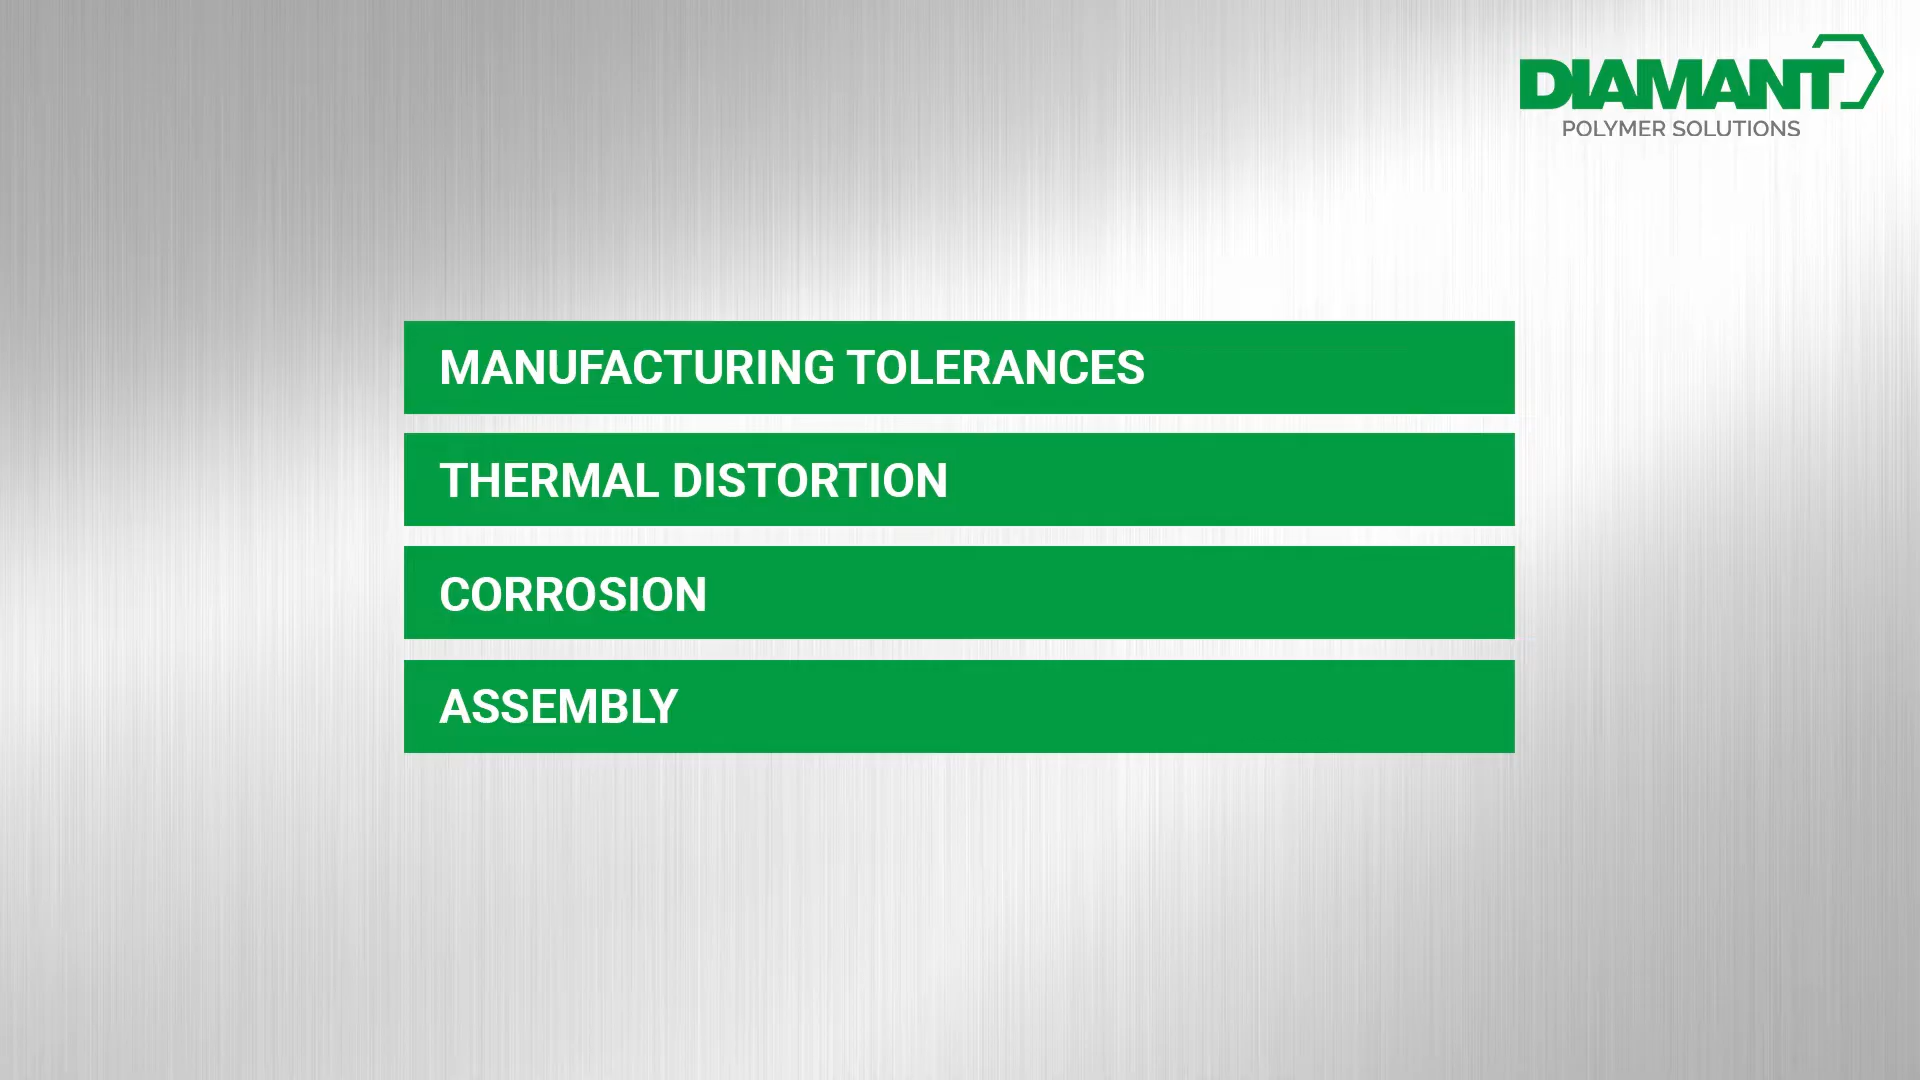 DIAMANT
POLYMER SOLUTIONS
MANUFACTURING TOLERANCES
THERMAL DISTORTION
CORROSION
ASSEMBLY